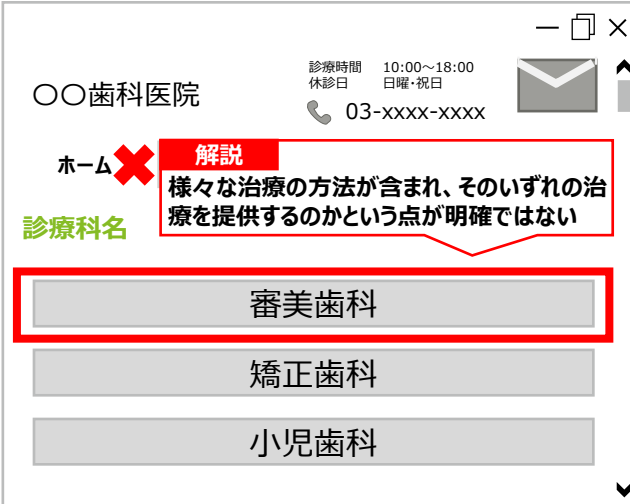 〇〇歯科医院
診療時間 10:00～18:00
休診日 日曜・祝日
03-xxxx-xxxx
ホーム
解説
様々な治療の方法が含まれ、そのいずれの治
療を提供するのかという点が明確ではない
診療科名
審美歯科
矯正歯科
小児歯科